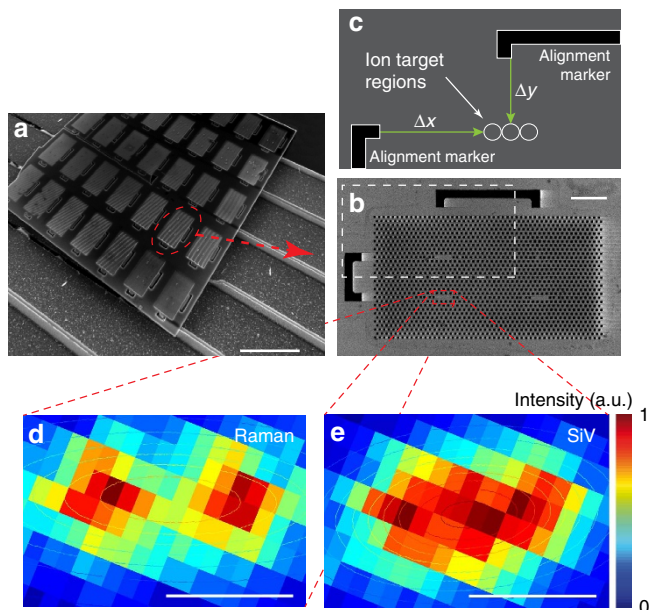 c
Ion target
regions
Alignment
marker
Δy
Δx
Alignment marker
a
b
Intensity (a.u.)
d
Raman
e
SiV
1
0